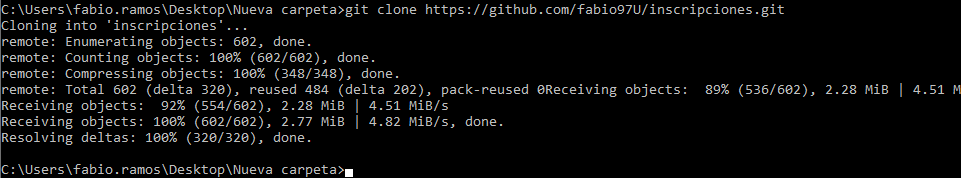 C:\Users\fabio.ramos\Desktop\Nueva carpeta>git clone https://github.com/fabio97U/inscripciones.git
Cloning into 'inscripciones'...
remote: Enumerating objects: 602, done.
remote: Counting objects: 100% (602/602), done.
remote: Compressing objects: 100% (348/348), done.
remote: Total 602 (delta 320), reused 484 (delta 202), pack-reused 0Receiving objects:  89% (536/602), 2.28 MiB | 4.51 M
Receiving objects:  92% (554/602), 2.28 MiB | 4.51 MiB/s
Receiving objects: 100% (602/602), 2.77 MiB | 4.82 MiB/s, done.
Resolving deltas: 100% (320/320), done.
C:\Users\fabio.ramos\Desktop\Nueva carpeta>